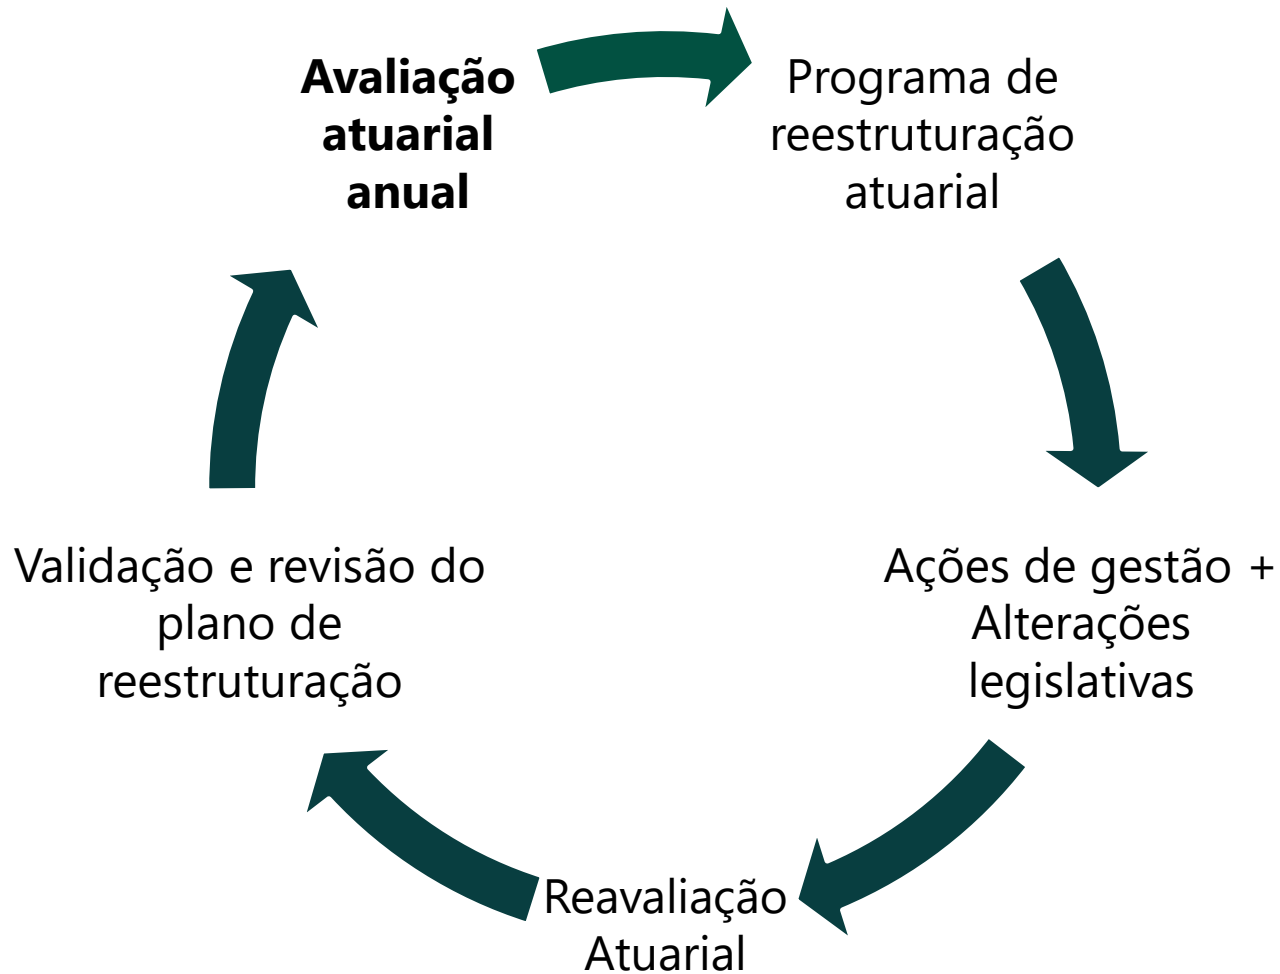 Avaliação
atuarial
anual
Programa de
reestruturação
atuarial
Ações de gestão +
Alterações
legislativas
Reavaliação
Atuarial
Validação e revisão do
plano de
reestruturação